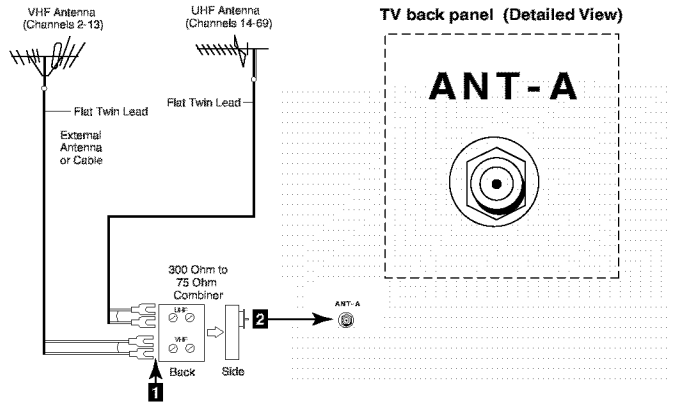 VHF Antenna
(Channels 2-13)
UHF Antenna
(Channels 14-69)
TV back panel (Detailed View)
ANT-A
Flat Twin Lead
Flat Twin Lead
External
Antenna
or Cable
300 Ohm to
75 Ohm
Combiner
UHF
VHF
2
ANT-A
Back
Side
1